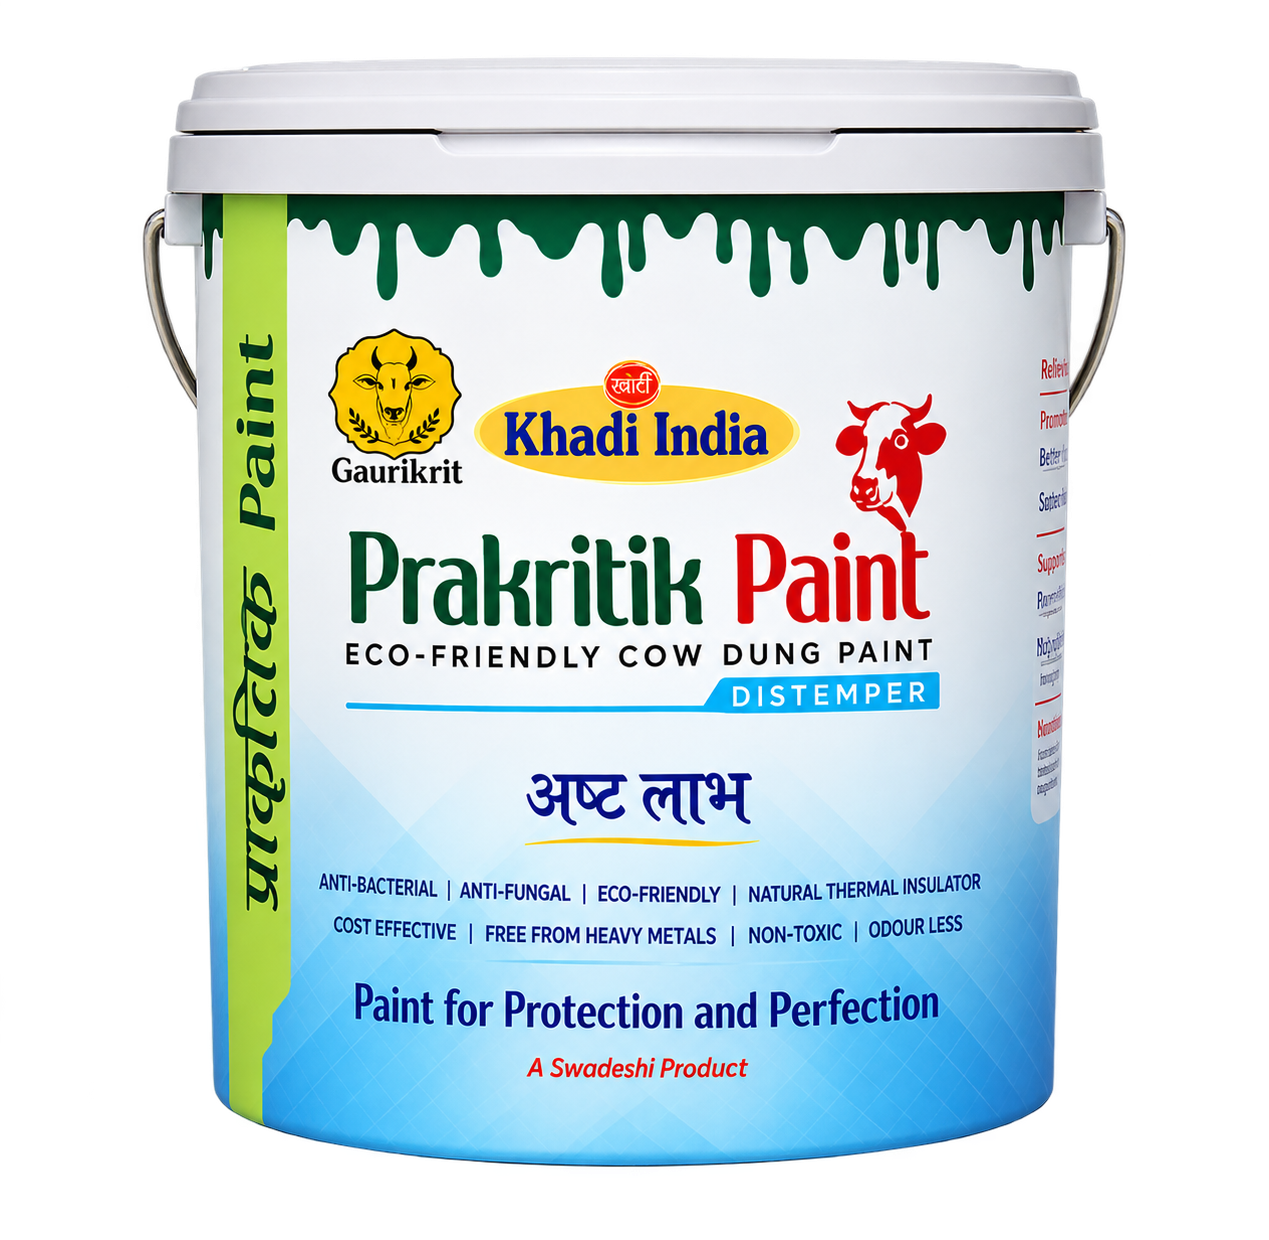 Paint
Gaurikrit
Khadi India
Prakritik Paint
ECO-FRIENDLY COW DUNG PAINT
DISTEMPER
अष्ट लाभ
ANTI-BACTERIAL | ANTI-FUNGAL | ECO-FRIENDLY | NATURAL THERMAL INSULATOR
COST EFFECTIVE | FREE FROM HEAVY METALS | NON-TOXIC | ODOUR LESS
Paint for Protection and Perfection
A Swadeshi Product